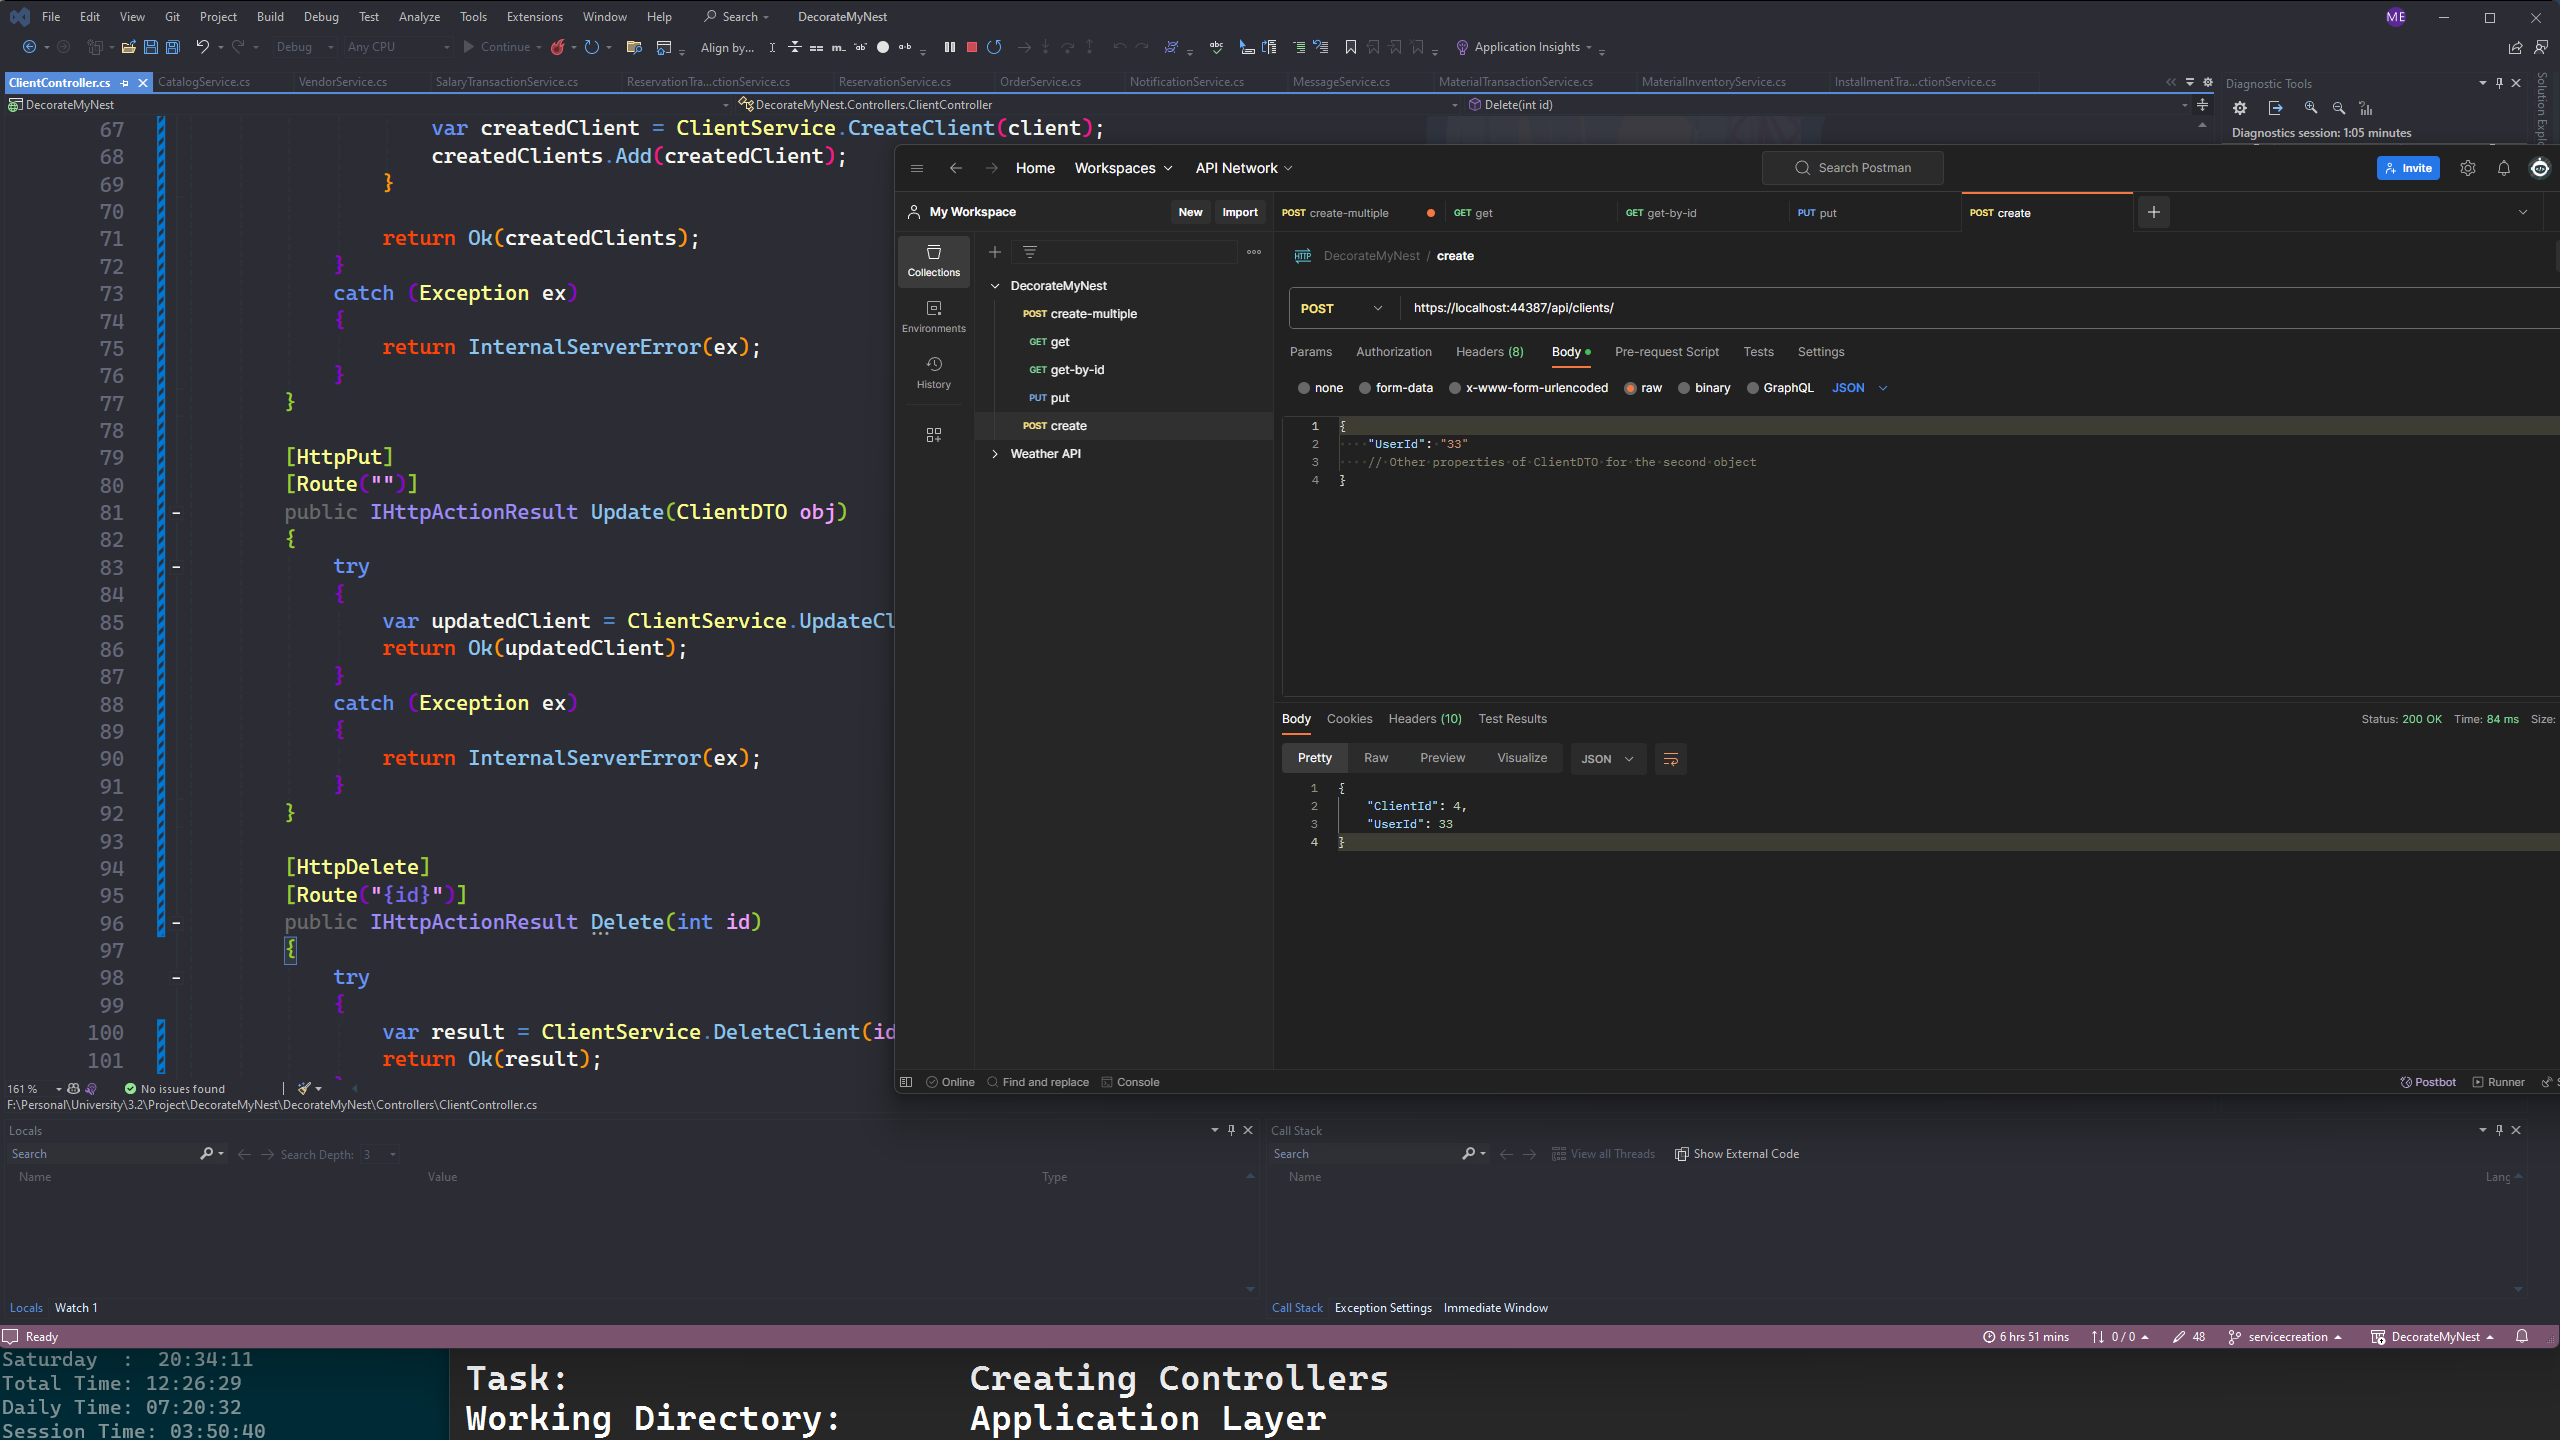 File Edit View Git Project Build Debug Test Analyze Tools Extensions Window Help Search DecorateMyNest ME
Debug Any CPU Continue Align by... Application Insights
ClientController.cs CatalogService.cs VendorService.cs SalaryTransactionService.cs ReservationTra...ctionService.cs ReservationService.cs OrderService.cs NotificationService.cs MessageService.cs MaterialTransactionService.cs MaterialInventoryService.cs InstallmentTra...ctionService.cs
DecorateMyNest DecorateMyNest.Controllers.ClientController Delete(int id)
Diagnostic Tools
Diagnostics session: 1:05 minutes
Solution Explo
67 var createdClient = ClientService.CreateClient(client);
68 createdClients.Add(createdClient);
69 }
70
71 return Ok(createdClients);
72 }
73 catch (Exception ex)
74 {
75 return InternalServerError(ex);
76 }
77 }
78
79 [HttpPut]
80 [Route("")]
81 public IHttpActionResult Update(ClientDTO obj)
82 {
83 try
84 {
85 var updatedClient = ClientService.UpdateCl
86 return Ok(updatedClient);
87 }
88 catch (Exception ex)
89 {
90 return InternalServerError(ex);
91 }
92 }
93
94 [HttpDelete]
95 [Route("{id}")]
96 public IHttpActionResult Delete(int id)
97 {
98 try
99 {
100 var result = ClientService.DeleteClient(id
101 return Ok(result);
161 % No issues found
F:\Personal\University\3.2\Project\DecorateMyNest\DecorateMyNest\Controllers\ClientController.cs
Home Workspaces API Network Search Postman Invite
My Workspace New Import
POST create-multiple GET get GET get-by-id PUT put POST create
Collections
Environments
History
DecorateMyNest
POST create-multiple
GET get
GET get-by-id
PUT put
POST create
Weather API
HTTP DecorateMyNest / create
POST https://localhost:44387/api/clients/
Params Authorization Headers (8) Body Pre-request Script Tests Settings
none form-data x-www-form-urlencoded raw binary GraphQL JSON
1 {
2 "UserId": "33"
3 // Other properties of ClientDTO for the second object
4 }
Body Cookies Headers (10) Test Results Status: 200 OK Time: 84 ms Size:
Pretty Raw Preview Visualize JSON
1 {
2 "ClientId": 4,
3 "UserId": 33
4 }
Online Find and replace Console Postbot Runner
Locals
Search Search Depth: 3
Name Value Type
Locals Watch 1
Call Stack
Search View all Threads Show External Code
Name Lang
Call Stack Exception Settings Immediate Window
Ready 6 hrs 51 mins 0 / 0 48 servicecreation DecorateMyNest
Saturday : 20:34:11
Total Time: 12:26:29
Daily Time: 07:20:32
Session Time: 03:50:40
Task: Creating Controllers
Working Directory: Application Layer